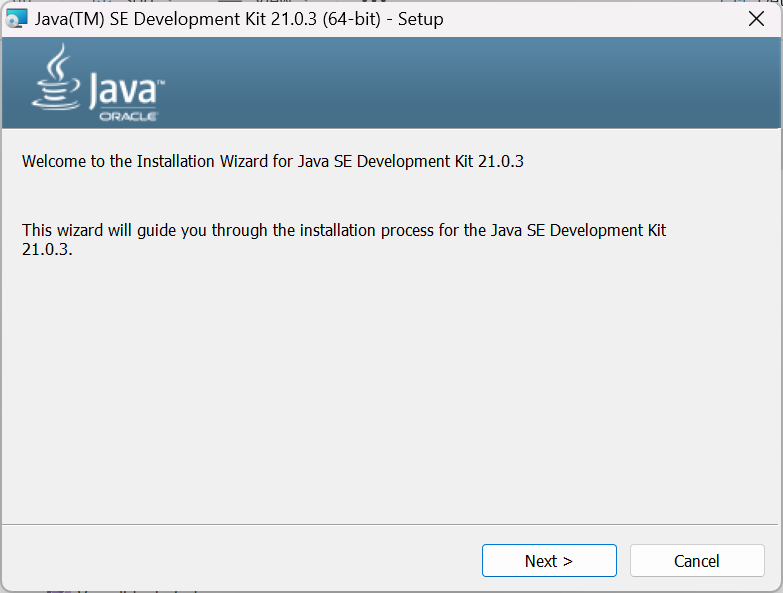 Java(TM) SE Development Kit 21.0.3 (64-bit) - Setup
Java™
ORACLE
Welcome to the Installation Wizard for Java SE Development Kit 21.0.3
This wizard will guide you through the installation process for the Java SE Development Kit
21.0.3.
Next >
Cancel